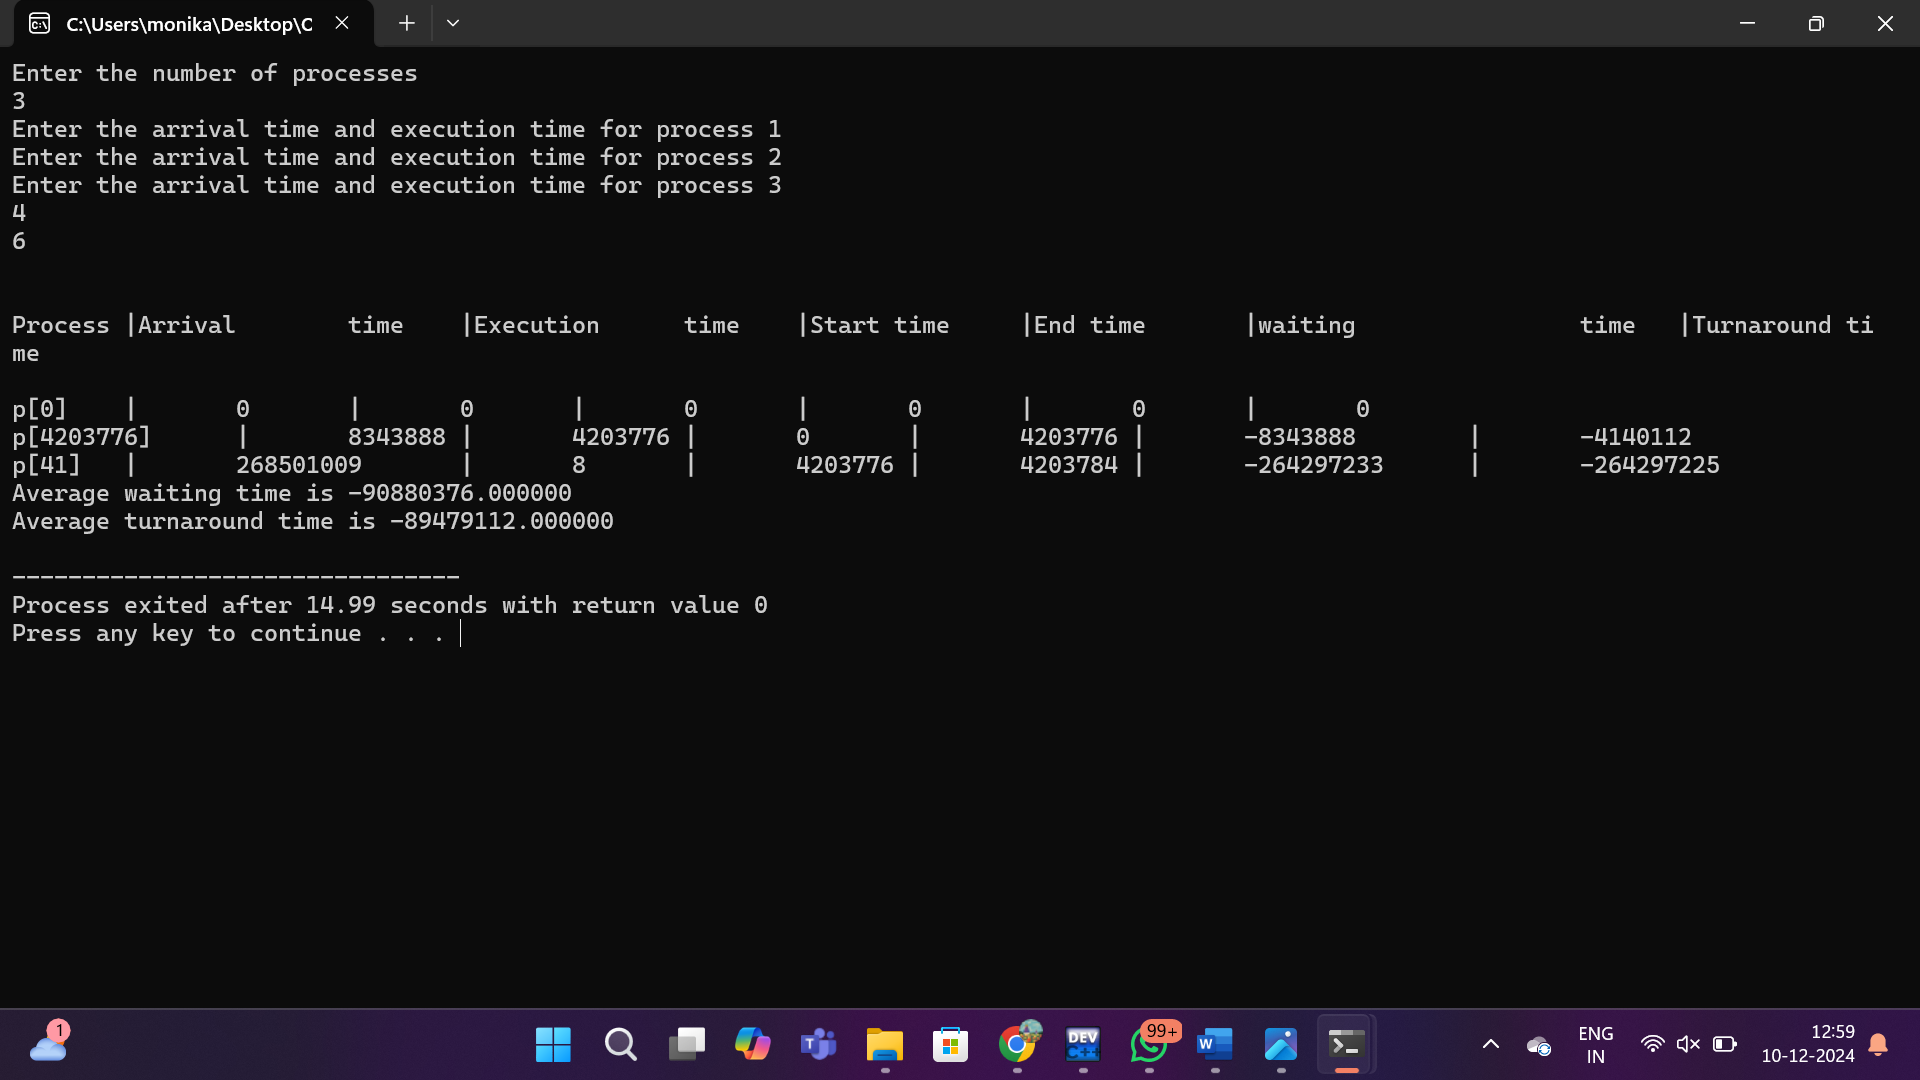 C:\Users\monika\Desktop\C
Enter the number of processes
3
Enter the arrival time and execution time for process 1
Enter the arrival time and execution time for process 2
Enter the arrival time and execution time for process 3
4
6
Process |Arrival time |Execution time |Start time |End time |waiting time |Turnaround ti
me
p[0] | 0 | 0 | 0 | 0 | 0 | 0
p[4203776] | 8343888 | 4203776 | 0 | 4203776 | -8343888 | -4140112
p[41] | 268501009 | 8 | 4203776 | 4203784 | -264297233 | -264297225
Average waiting time is -90880376.000000
Average turnaround time is -89479112.000000
--------------------------------
Process exited after 14.99 seconds with return value 0
Press any key to continue . . .
1
DEV
C++
99+
W
T
ENG
IN
12:59
10-12-2024